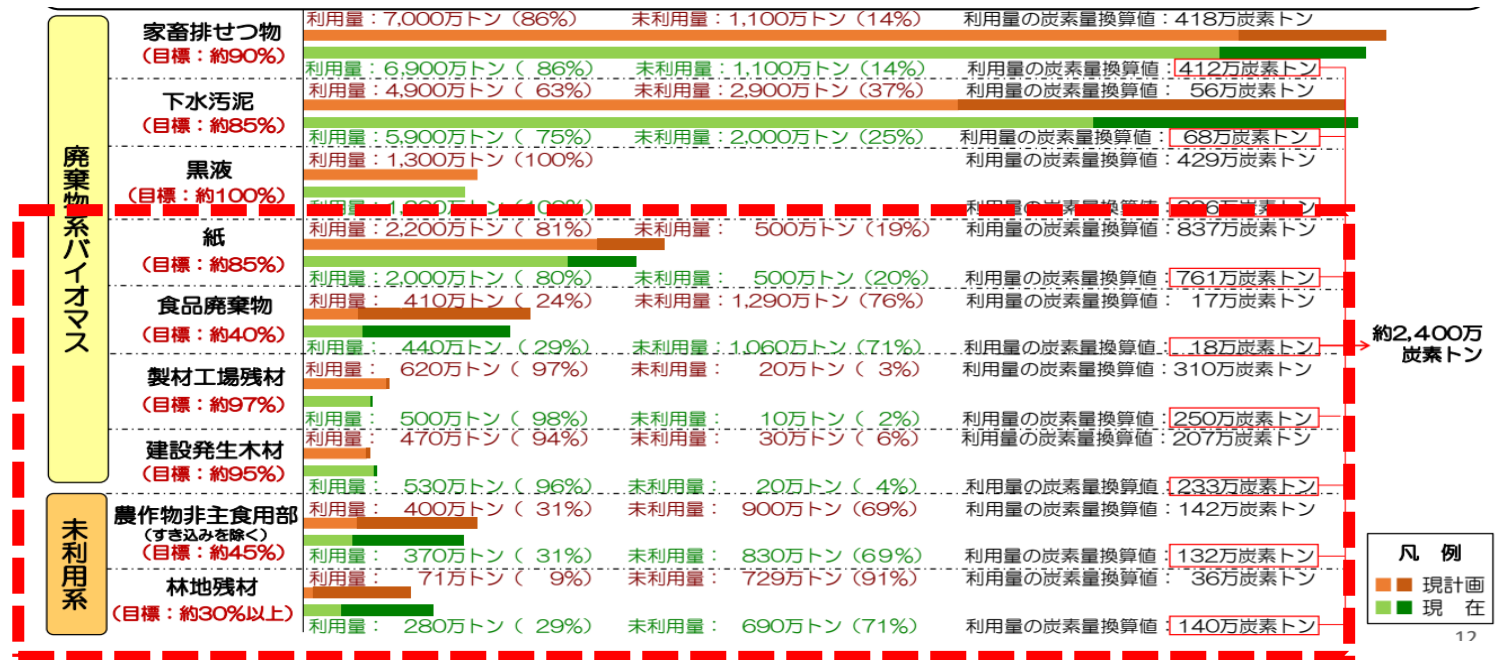 廃棄物系バイオマス
家畜排せつ物
(目標：約90%)
利用量：7,000万トン（86%） 未利用量：1,100万トン（14%） 利用量の炭素量換算値：418万炭素トン
利用量：6,900万トン（ 86%） 未利用量：1,100万トン（14%） 利用量の炭素量換算値：412万炭素トン
下水汚泥
(目標：約85%)
利用量：4,900万トン（ 63%） 未利用量：2,900万トン（37%） 利用量の炭素量換算値： 56万炭素トン
利用量：5,900万トン（ 75%） 未利用量：2,000万トン（25%） 利用量の炭素量換算値： 68万炭素トン
黒液
(目標：約100%)
利用量：1,300万トン（100%） 利用量の炭素量換算値：429万炭素トン
紙
(目標：約85%)
利用量：2,200万トン（ 81%） 未利用量： 500万トン（19%） 利用量の炭素量換算値：837万炭素トン
利用量：2,000万トン（ 80%） 未利用量： 500万トン（20%） 利用量の炭素量換算値：761万炭素トン
食品廃棄物
(目標：約40%)
利用量： 410万トン（ 24%） 未利用量：1,290万トン（76%） 利用量の炭素量換算値： 17万炭素トン
利用量： 440万トン（ 29%） 未利用量：1,060万トン（71%） 利用量の炭素量換算値： 18万炭素トン
製材工場残材
(目標：約97%)
利用量： 620万トン（ 97%） 未利用量： 20万トン（ 3%） 利用量の炭素量換算値：310万炭素トン
利用量： 500万トン（ 98%） 未利用量： 10万トン（ 2%） 利用量の炭素量換算値：250万炭素トン
建設発生木材
(目標：約95%)
利用量： 470万トン（ 94%） 未利用量： 30万トン（ 6%） 利用量の炭素量換算値：207万炭素トン
利用量： 530万トン（ 96%） 未利用量： 20万トン（ 4%） 利用量の炭素量換算値：233万炭素トン
未利用系
農作物非主食用部
(すき込みを除く)
(目標：約45%)
利用量： 400万トン（ 31%） 未利用量： 900万トン（69%） 利用量の炭素量換算値：142万炭素トン
利用量： 370万トン（ 31%） 未利用量： 830万トン（69%） 利用量の炭素量換算値：132万炭素トン
林地残材
(目標：約30%以上)
利用量： 71万トン（ 9%） 未利用量： 729万トン（91%） 利用量の炭素量換算値： 36万炭素トン
利用量： 280万トン（ 29%） 未利用量： 690万トン（71%） 利用量の炭素量換算値：140万炭素トン
約2,400万
炭素トン
凡 例
現計画
現 在